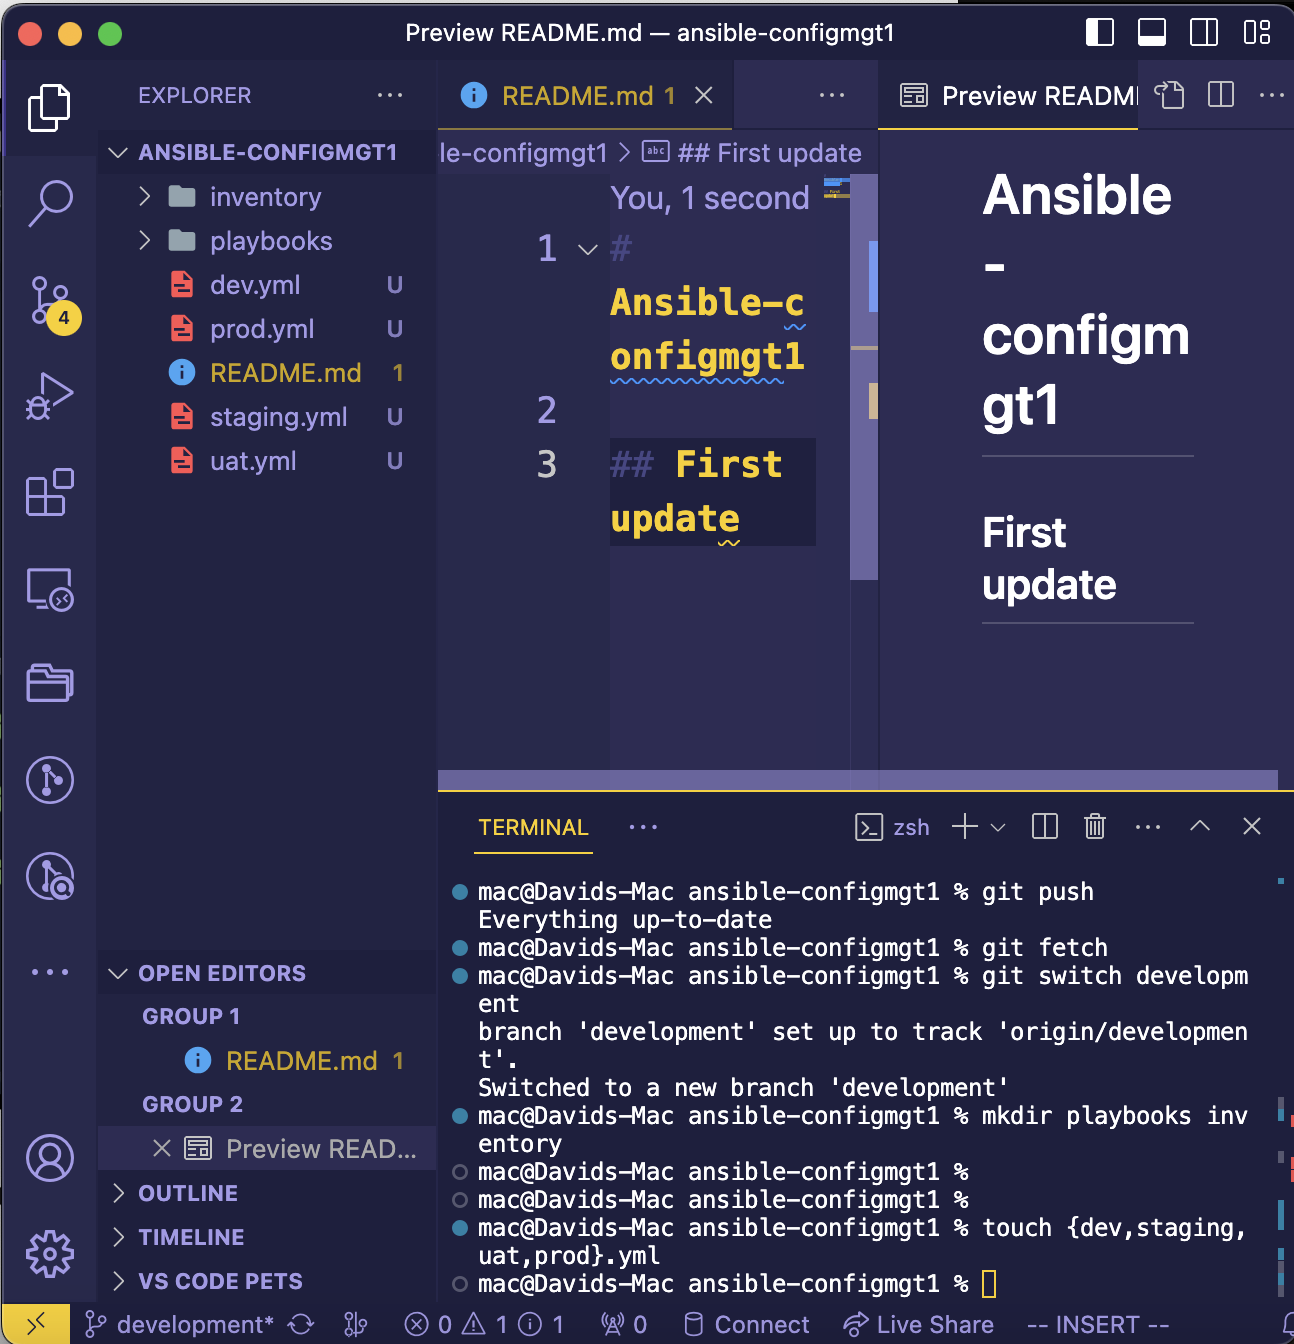 Preview README.md — ansible-configmgt1
EXPLORER
README.md 1
Preview READMI
ANSIBLE-CONFIGMGT1
inventory
playbooks
dev.yml U
prod.yml U
README.md 1
staging.yml U
uat.yml U
le-configmgt1 > abc ## First update
You, 1 second
1 #
Ansible-c
onfigmgt1
2
3 ## First
update
Ansible
-
configm
gt1
First
update
4
TERMINAL
zsh
mac@Davids-Mac ansible-configmgt1 % git push
Everything up-to-date
mac@Davids-Mac ansible-configmgt1 % git fetch
mac@Davids-Mac ansible-configmgt1 % git switch developm
ent
branch 'development' set up to track 'origin/developmen
t'.
Switched to a new branch 'development'
mac@Davids-Mac ansible-configmgt1 % mkdir playbooks inv
entory
mac@Davids-Mac ansible-configmgt1 %
mac@Davids-Mac ansible-configmgt1 %
mac@Davids-Mac ansible-configmgt1 % touch {dev,staging,
uat,prod}.yml
mac@Davids-Mac ansible-configmgt1 %
OPEN EDITORS
GROUP 1
README.md 1
GROUP 2
Preview READ...
OUTLINE
TIMELINE
VS CODE PETS
development* 0 1 1 0 Connect Live Share -- INSERT --